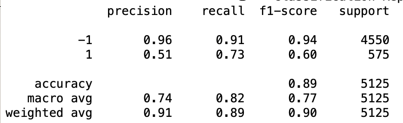 precision recall f1-score support
-1 0.96 0.91 0.94 4550
1 0.51 0.73 0.60 575
accuracy 0.89 5125
macro avg 0.74 0.82 0.77 5125
weighted avg 0.91 0.89 0.90 5125